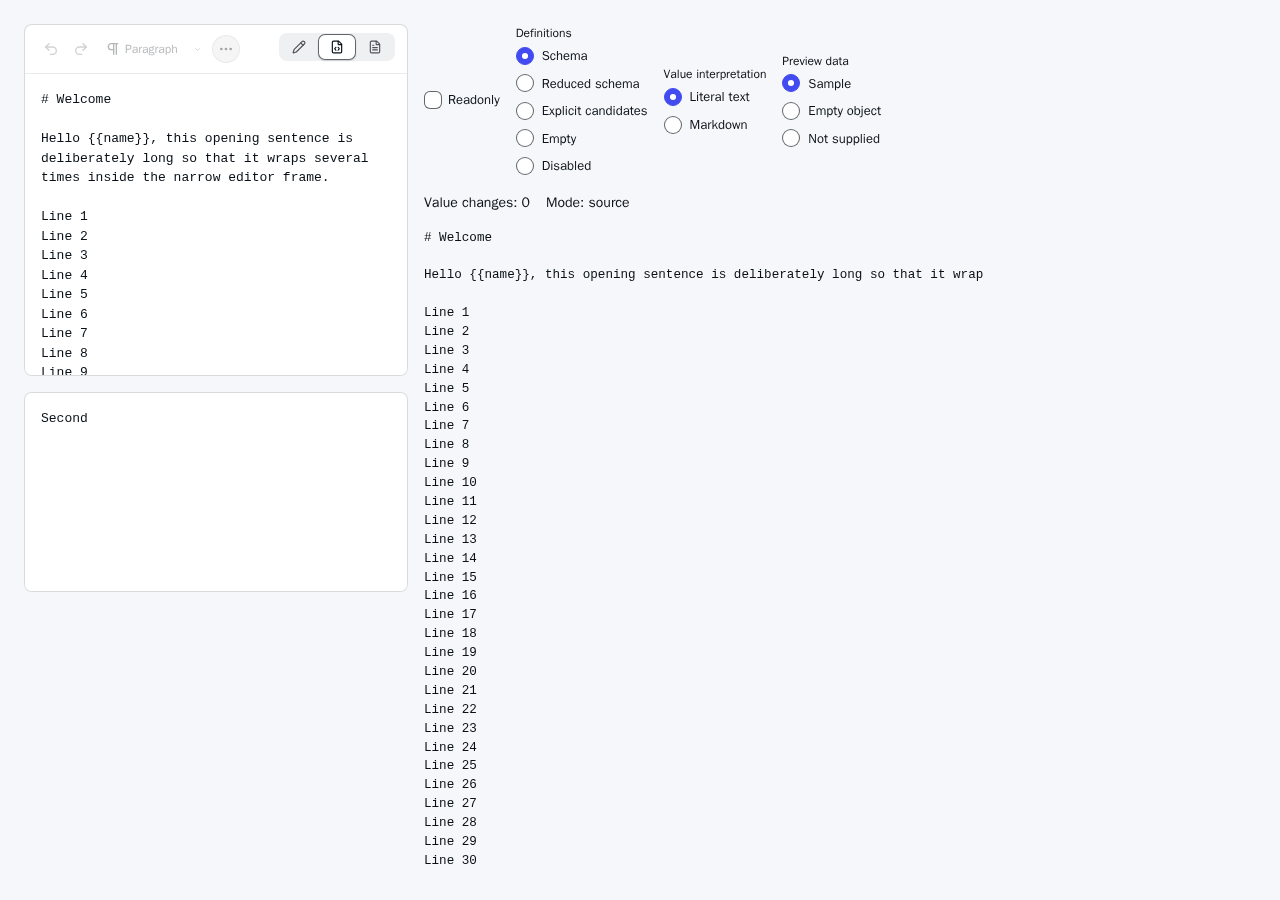 Paragraph
# Welcome
Hello {{name}}, this opening sentence is
deliberately long so that it wraps several
times inside the narrow editor frame.
Line 1
Line 2
Line 3
Line 4
Line 5
Line 6
Line 7
Line 8
Line 9
Second
Readonly
Definitions
Schema
Reduced schema
Explicit candidates
Empty
Disabled
Value interpretation
Literal text
Markdown
Preview data
Sample
Empty object
Not supplied
Value changes: 0 Mode: source
# Welcome
Hello {{name}}, this opening sentence is deliberately long so that it wrap
Line 1
Line 2
Line 3
Line 4
Line 5
Line 6
Line 7
Line 8
Line 9
Line 10
Line 11
Line 12
Line 13
Line 14
Line 15
Line 16
Line 17
Line 18
Line 19
Line 20
Line 21
Line 22
Line 23
Line 24
Line 25
Line 26
Line 27
Line 28
Line 29
Line 30